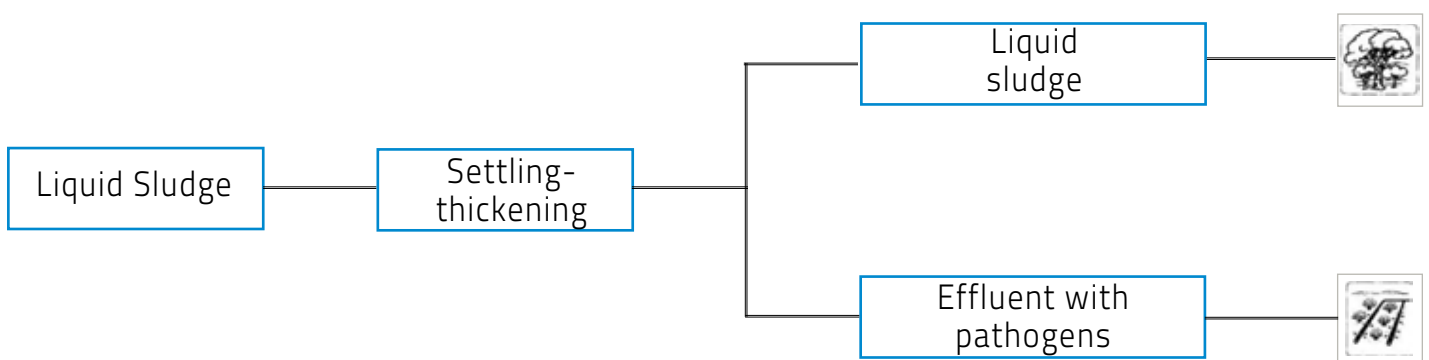 Liquid Sludge
Settling-
thickening
Liquid
sludge
Effluent with
pathogens